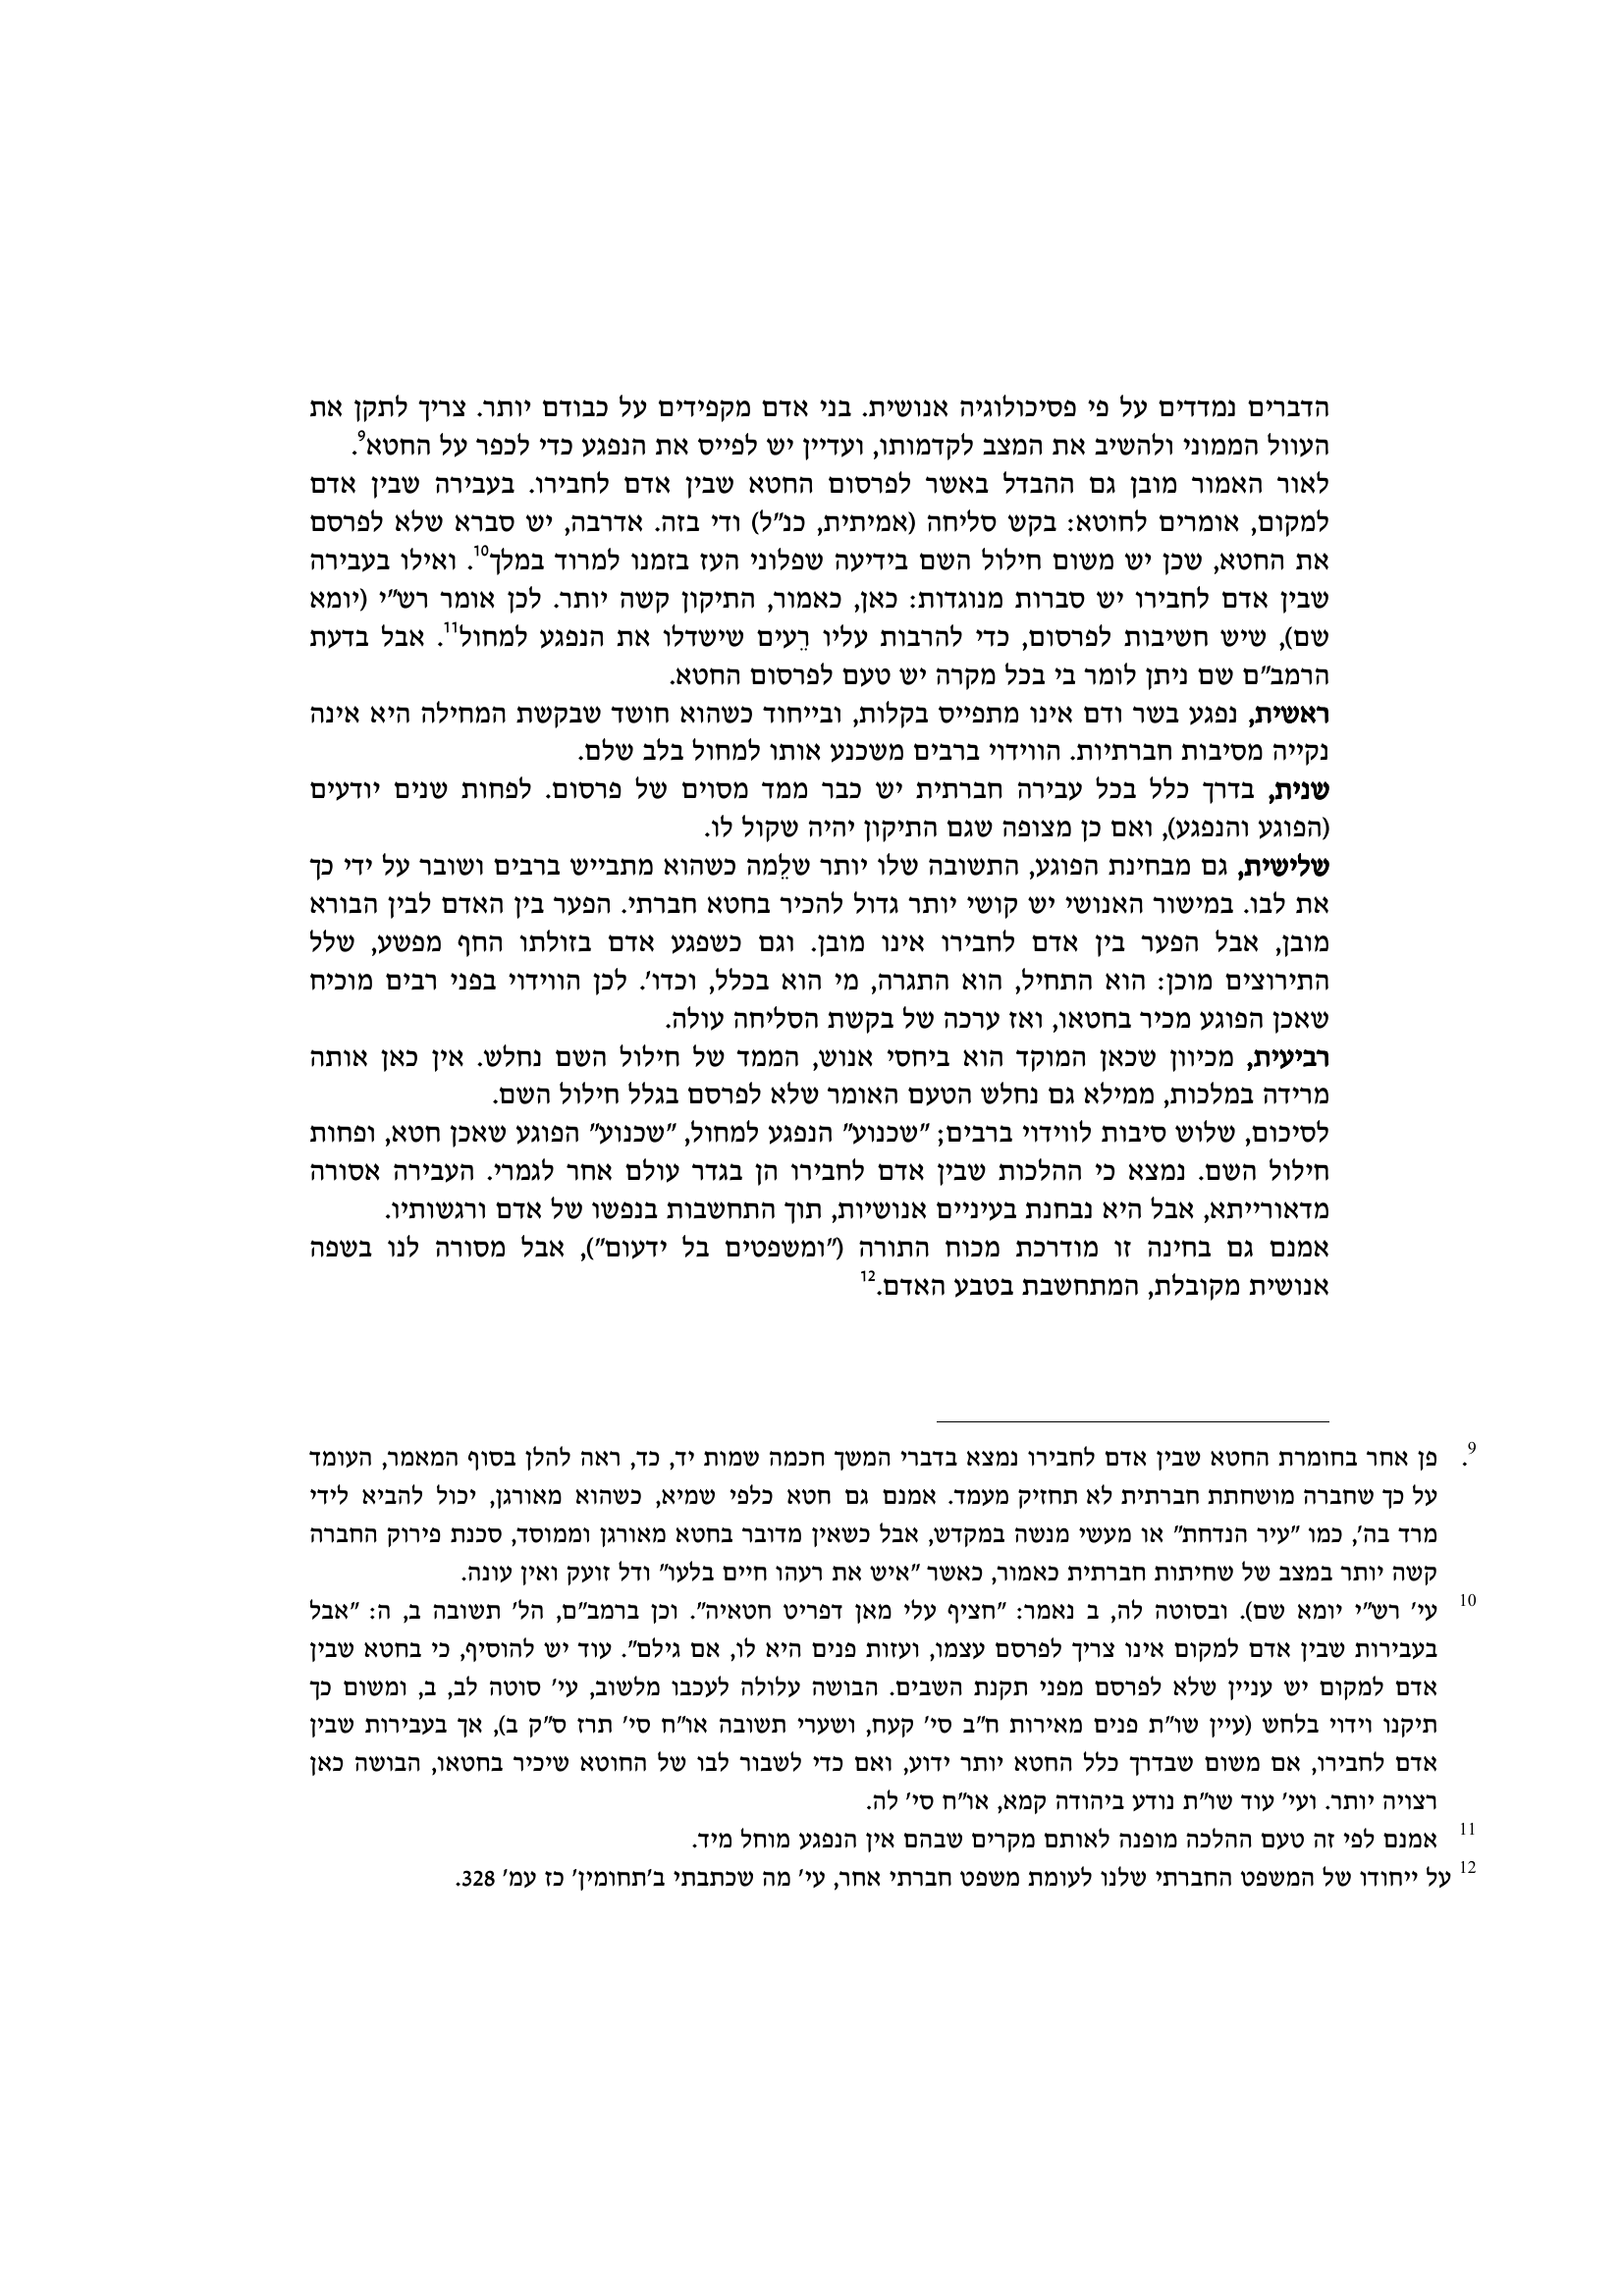 הדברים נמדדים על פי פסיכולוגיה אנושית. בני אדם מקפידים על כבודם יותר. צריך לתקן את
העוול הממוני ולהשיב את המצב לקדמותו, ועדיין יש לפייס את הנפגע כדי לכפר על החטא9.
לאור האמור מובן גם ההבדל באשר לפרסום החטא שבין אדם לחבירו. בעבירה שבין אדם
למקום, אומרים לחוטא: בקש סליחה (אמיתית, כנ"ל) ודי בזה. אדרבה, יש סברא שלא לפרסם
את החטא, שכן יש משום חילול השם בידיעה שפלוני העז בזמנו למרוד במלך10. ואילו בעבירה
שבין אדם לחבירו יש סברות מנוגדות: כאן, כאמור, התיקון קשה יותר. לכן אומר רש"י (יומא
שם), שיש חשיבות לפרסום, כדי להרבות עליו רֵעים שישדלו את הנפגע למחול11. אבל בדעת
הרמב"ם שם ניתן לומר בי בכל מקרה יש טעם לפרסום החטא.
ראשית, נפגע בשר ודם אינו מתפייס בקלות, ובייחוד כשהוא חושד שבקשת המחילה היא אינה
נקייה מסיבות חברתיות. הווידוי ברבים משכנע אותו למחול בלב שלם.
שנית, בדרך כלל בכל עבירה חברתית יש כבר ממד מסוים של פרסום. לפחות שנים יודעים
(הפוגע והנפגע), ואם כן מצופה שגם התיקון יהיה שקול לו.
שלישית, גם מבחינת הפוגע, התשובה שלו יותר שלֵמה כשהוא מתבייש ברבים ושובר על ידי כך
את לבו. במישור האנושי יש קושי יותר גדול להכיר בחטא חברתי. הפער בין האדם לבין הבורא
מובן, אבל הפער בין אדם לחבירו אינו מובן. וגם כשפגע אדם בזולתו החף מפשע, שלל
התירוצים מוכן: הוא התחיל, הוא התגרה, מי הוא בכלל, וכדו'. לכן הווידוי בפני רבים מוכיח
שאכן הפוגע מכיר בחטאו, ואז ערכה של בקשת הסליחה עולה.
רביעית, מכיוון שכאן המוקד הוא ביחסי אנוש, הממד של חילול השם נחלש. אין כאן אותה
מרידה במלכות, ממילא גם נחלש הטעם האומר שלא לפרסם בגלל חילול השם.
לסיכום, שלוש סיבות לווידוי ברבים; "שכנוע" הנפגע למחול, "שכנוע" הפוגע שאכן חטא, ופחות
חילול השם. נמצא כי ההלכות שבין אדם לחבירו הן בגדר עולם אחר לגמרי. העבירה אסורה
מדאורייתא, אבל היא נבחנת בעיניים אנושיות, תוך התחשבות בנפשו של אדם ורגשותיו.
אמנם גם בחינה זו מודרכת מכוח התורה ("ומשפטים בל ידעום"), אבל מסורה לנו בשפה
אנושית מקובלת, המתחשבת בטבע האדם.12
9. פן אחר בחומרת החטא שבין אדם לחבירו נמצא בדברי המשך חכמה שמות יד, כד, ראה להלן בסוף המאמר, העומד
על כך שחברה מושחתת חברתית לא תחזיק מעמד. אמנם גם חטא כלפי שמיא, כשהוא מאורגן, יכול להביא לידי
מרד בה', כמו "עיר הנדחת" או מעשי מנשה במקדש, אבל כשאין מדובר בחטא מאורגן וממוסד, סכנת פירוק החברה
קשה יותר במצב של שחיתות חברתית כאמור, כאשר "איש את רעהו חיים בלעו" ודל זועק ואין עונה.
10 עי' רש"י יומא שם). ובסוטה לה, ב נאמר: "חציף עלי מאן דפריט חטאיה". וכן ברמב"ם, הל' תשובה ב, ה: "אבל
בעבירות שבין אדם למקום אינו צריך לפרסם עצמו, ועזות פנים היא לו, אם גילם". עוד יש להוסיף, כי בחטא שבין
אדם למקום יש עניין שלא לפרסם מפני תקנת השבים. הבושה עלולה לעכבו מלשוב, עי' סוטה לב, ב, ומשום כך
תיקנו וידוי בלחש (עיין שו"ת פנים מאירות ח"ב סי' קעח, ושערי תשובה או"ח סי' תרז ס"ק ב), אך בעבירות שבין
אדם לחבירו, אם משום שבדרך כלל החטא יותר ידוע, ואם כדי לשבור לבו של החוטא שיכיר בחטאו, הבושה כאן
רצויה יותר. ועי' עוד שו"ת נודע ביהודה קמא, או"ח סי' לה.
11 אמנם לפי זה טעם ההלכה מופנה לאותם מקרים שבהם אין הנפגע מוחל מיד.
12 על ייחודו של המשפט החברתי שלנו לעומת משפט חברתי אחר, עי' מה שכתבתי ב'תחומין' כז עמ' 328.